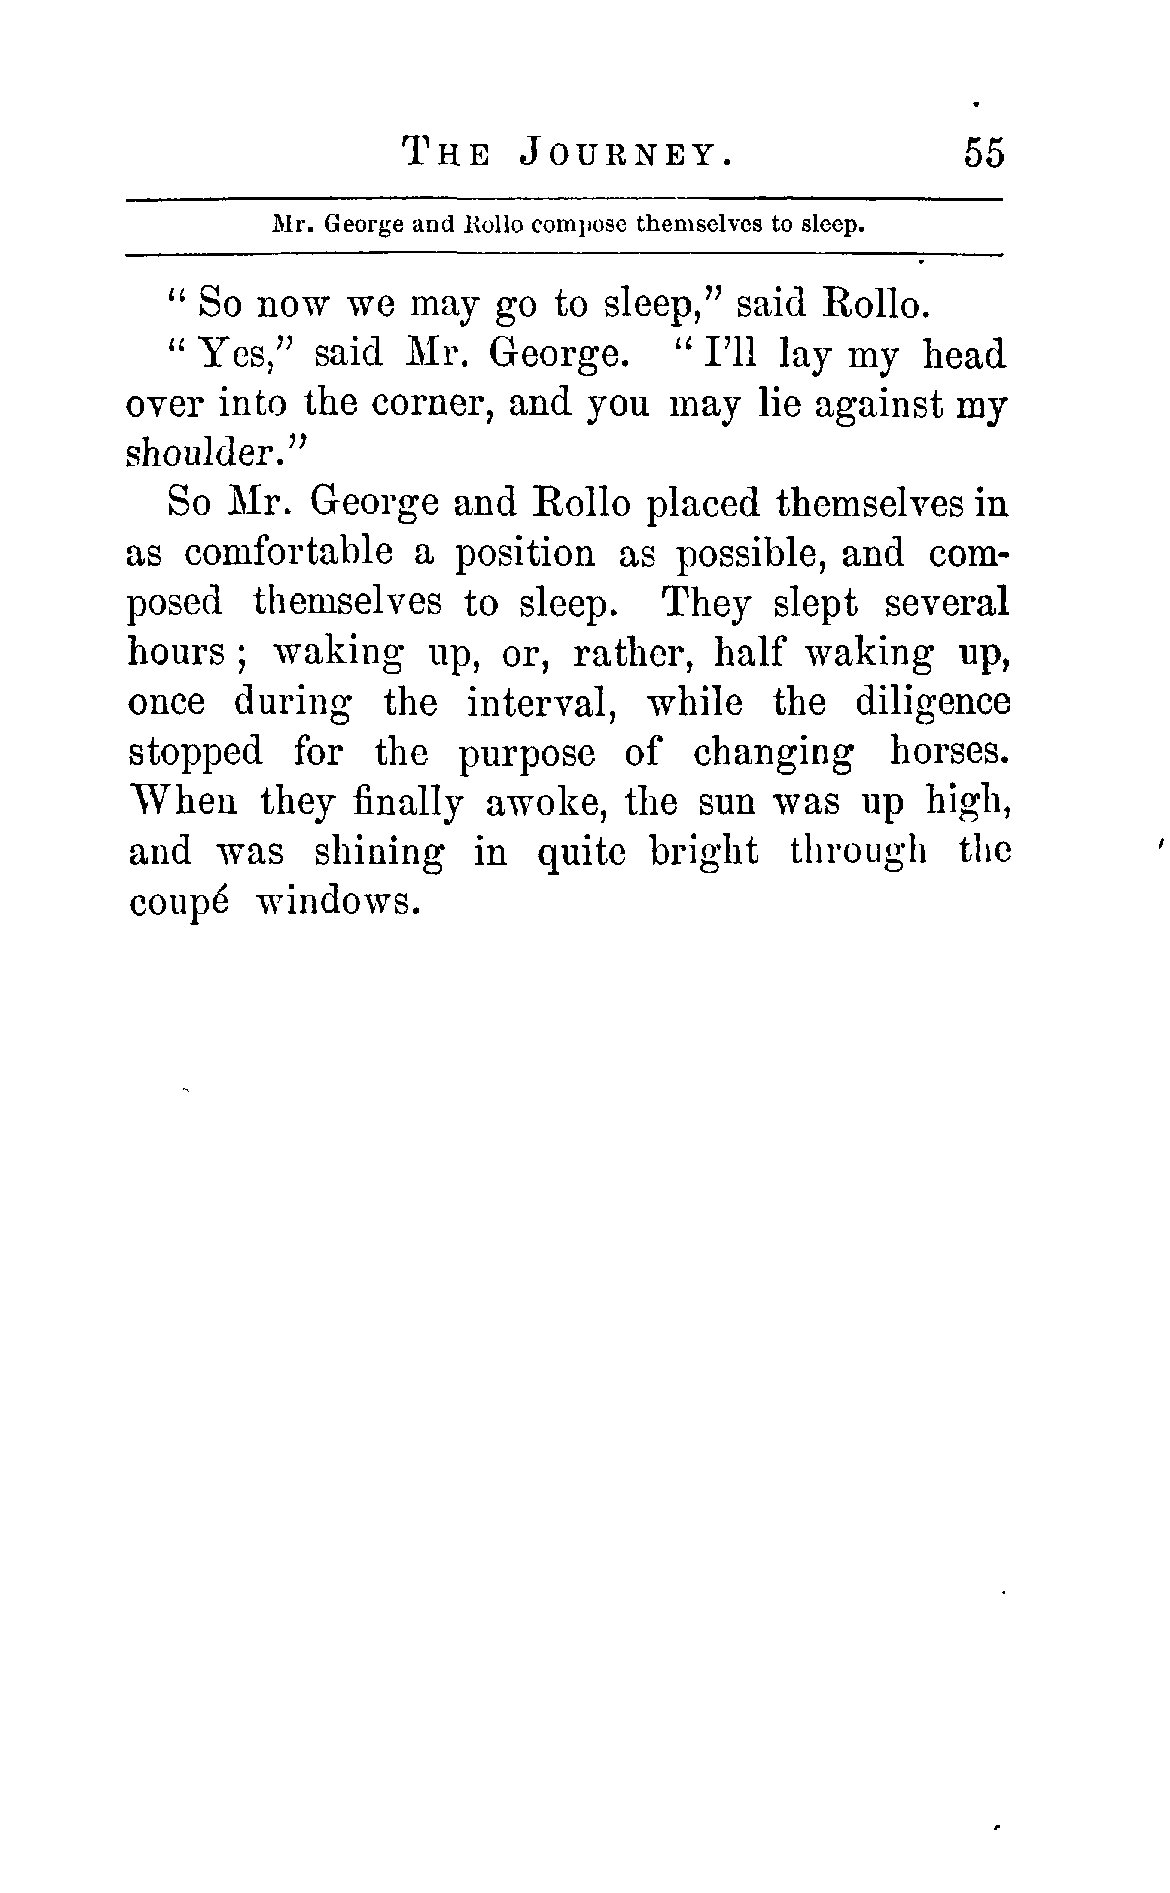 THE JOURNEY. 55
Mr. George and Rollo compose themselves to sleep.
“ So now we may go to sleep,” said Rollo.
“ Yes,” said Mr. George. “ I’ll lay my head
over into the corner, and you may lie against my
shoulder.”
So Mr. George and Rollo placed themselves in
as comfortable a position as possible, and com-
posed themselves to sleep. They slept several
hours ; waking up, or, rather, half waking up,
once during the interval, while the diligence
stopped for the purpose of changing horses.
When they finally awoke, the sun was up high,
and was shining in quite bright through the
coupé windows.